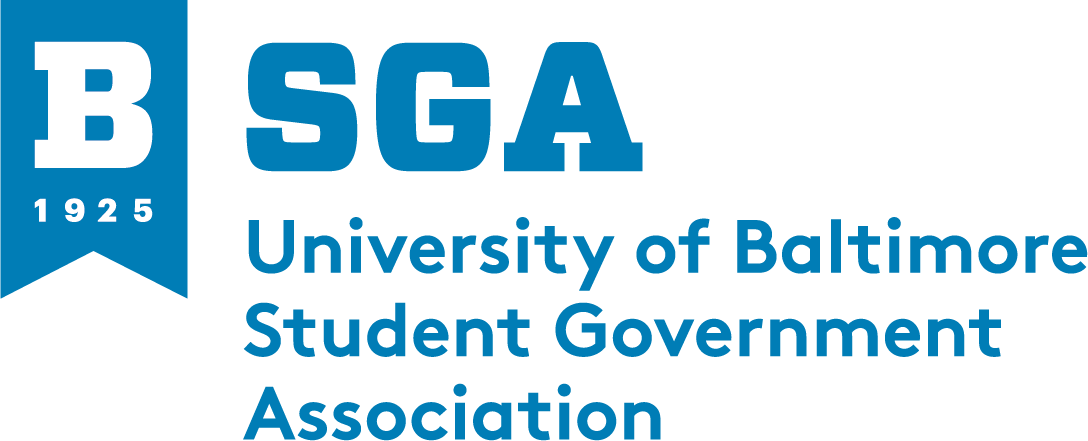 B
1925
SGA
University of Baltimore
Student Government
Association